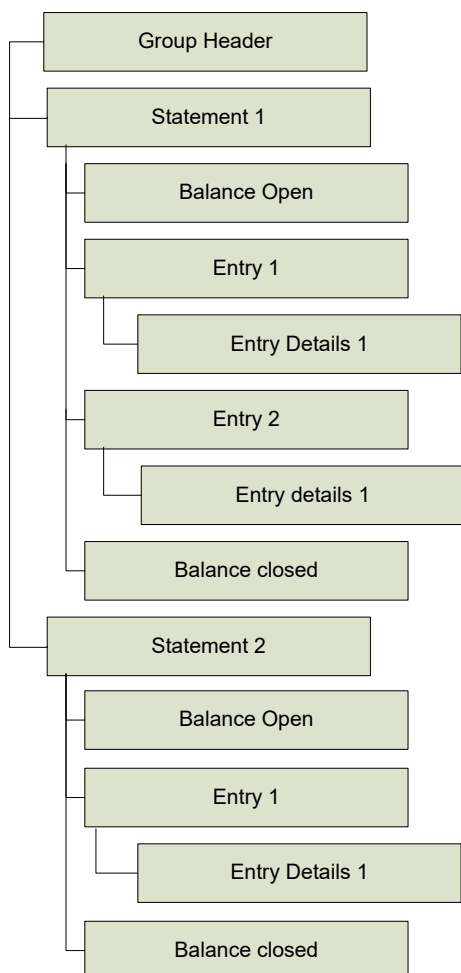 Group Header
Statement 1
Balance Open
Entry 1
Entry Details 1
Entry 2
Entry details 1
Balance closed
Statement 2
Balance Open
Entry 1
Entry Details 1
Balance closed